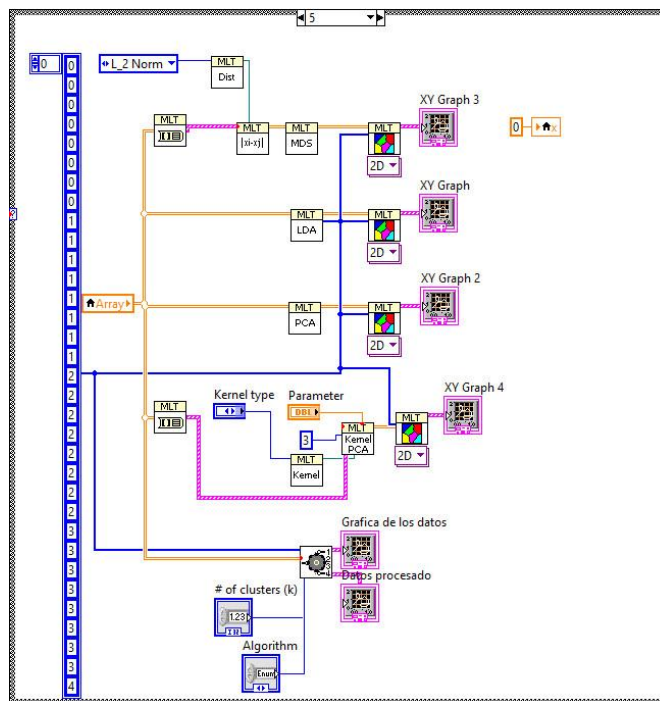 5
0
0
0
0
0
0
0
0
0
1
1
1
1
1
1
1
1
2
2
2
2
2
2
2
2
3
3
3
3
3
3
3
3
4
L_2 Norm
MLT
Dist
XY Graph 3
MLT
MLT
|xi-xj|
MLT
MDS
MLT
2D
0
x
XY Graph
MLT
LDA
MLT
2D
XY Graph 2
Array
MLT
PCA
MLT
2D
XY Graph 4
Kernel type
Parameter
DBL
MLT
3
MLT
Kernel
PCA
MLT
Kernel
MLT
2D
Grafica de los datos
Datos procesado
# of clusters (k)
1.23
Algorithm
Enum